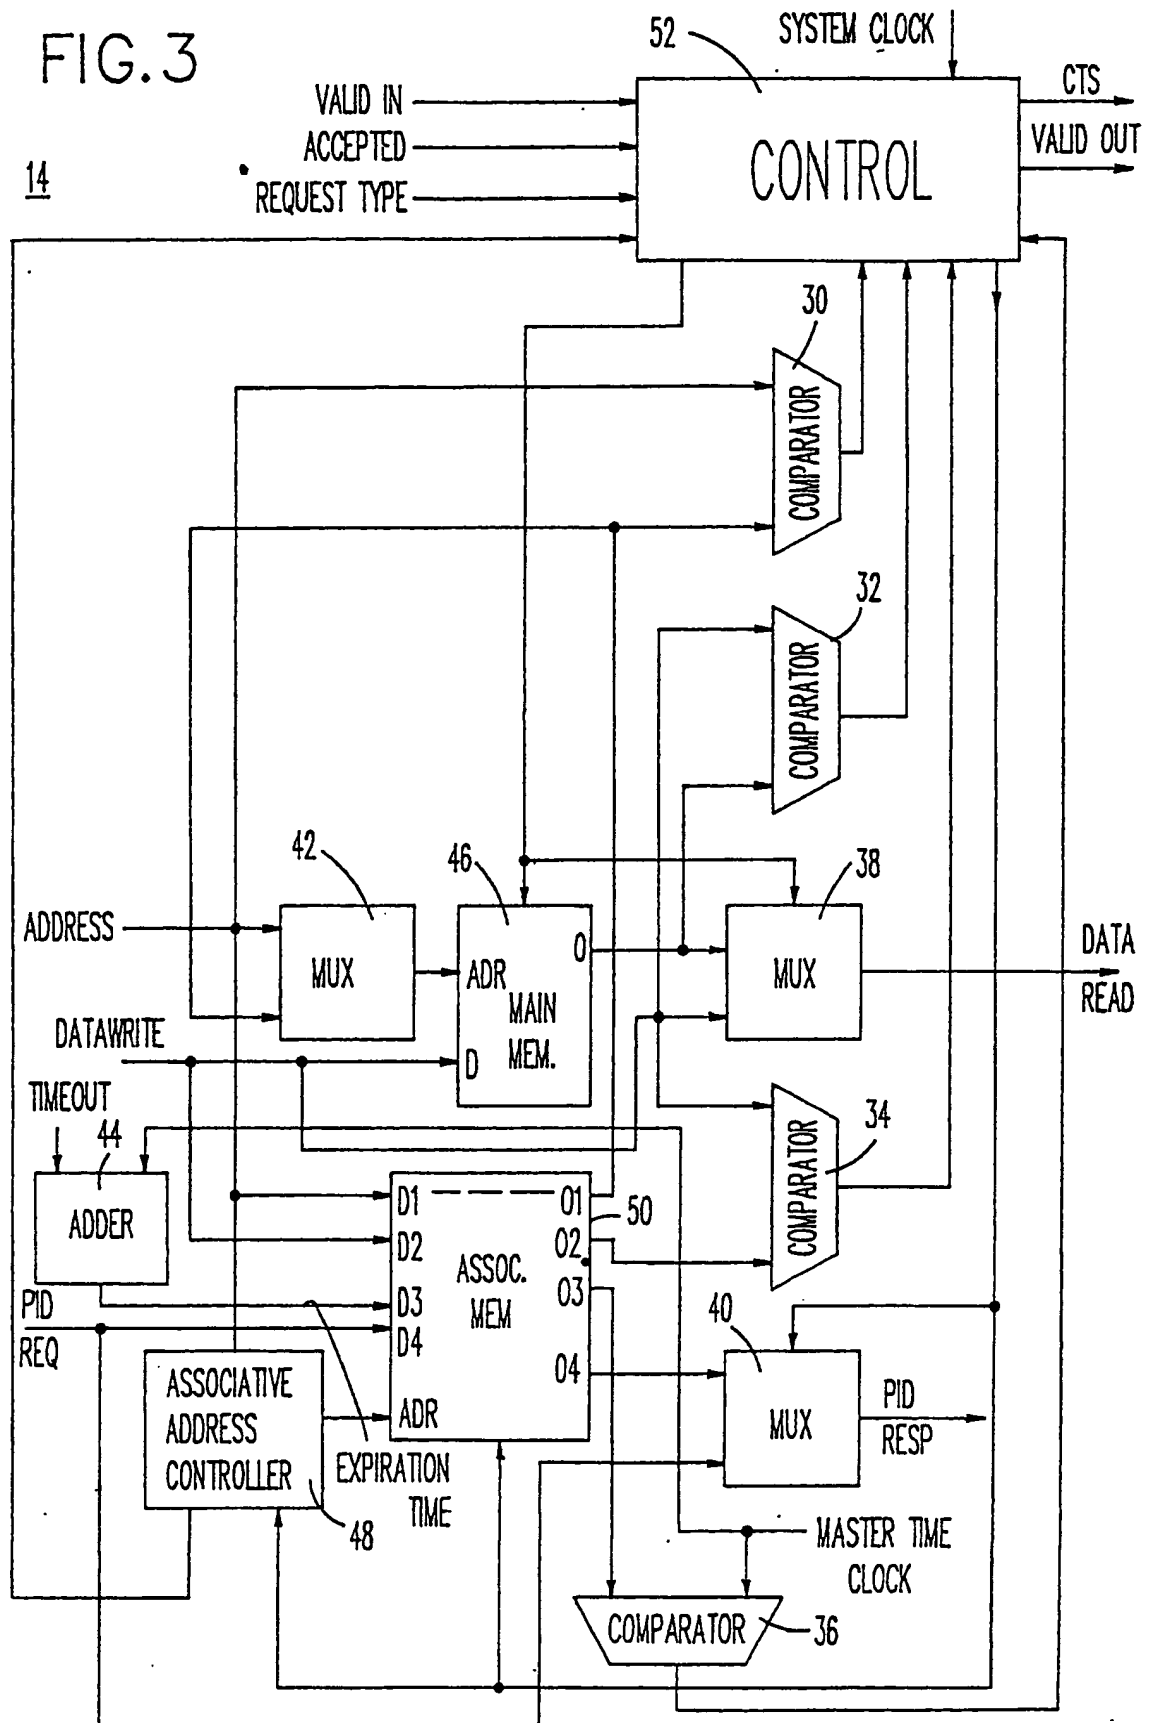 FIG. 3
52
SYSTEM CLOCK
VALID IN
CTS
ACCEPTED
VALID OUT
CONTROL
14
REQUEST TYPE
30
COMPARATOR
32
COMPARATOR
42
46
38
ADDRESS
O
DATA
READ
MUX
ADR
MAIN
MEM.
MUX
DATAWRITE
D
TIMEOUT
44
34
COMPARATOR
ADDER
D1
O1
50
D2
O2
ASSOC.
MEM
D3
O3
PID
REQ
D4
40
O4
ASSOCIATIVE
ADDRESS
CONTROLLER
ADR
MUX
PID
RESP
EXPIRATION
TIME
48
MASTER TIME
CLOCK
COMPARATOR
36